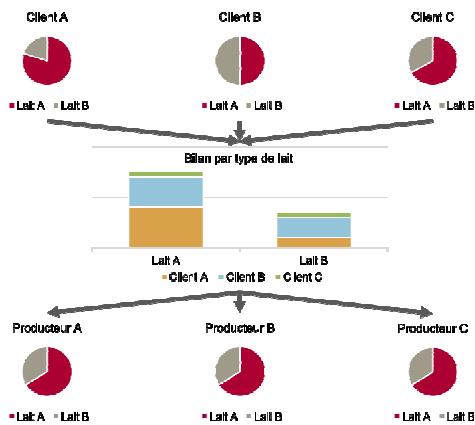 Client A Client B Client C
Lait A Lait B Lait A Lait B Lait A Lait B
Bilan par type de lait
Lait A Lait B
Client A Client B Client C
Producteur A Producteur B Producteur C
Lait A Lait B Lait A Lait B Lait A Lait B